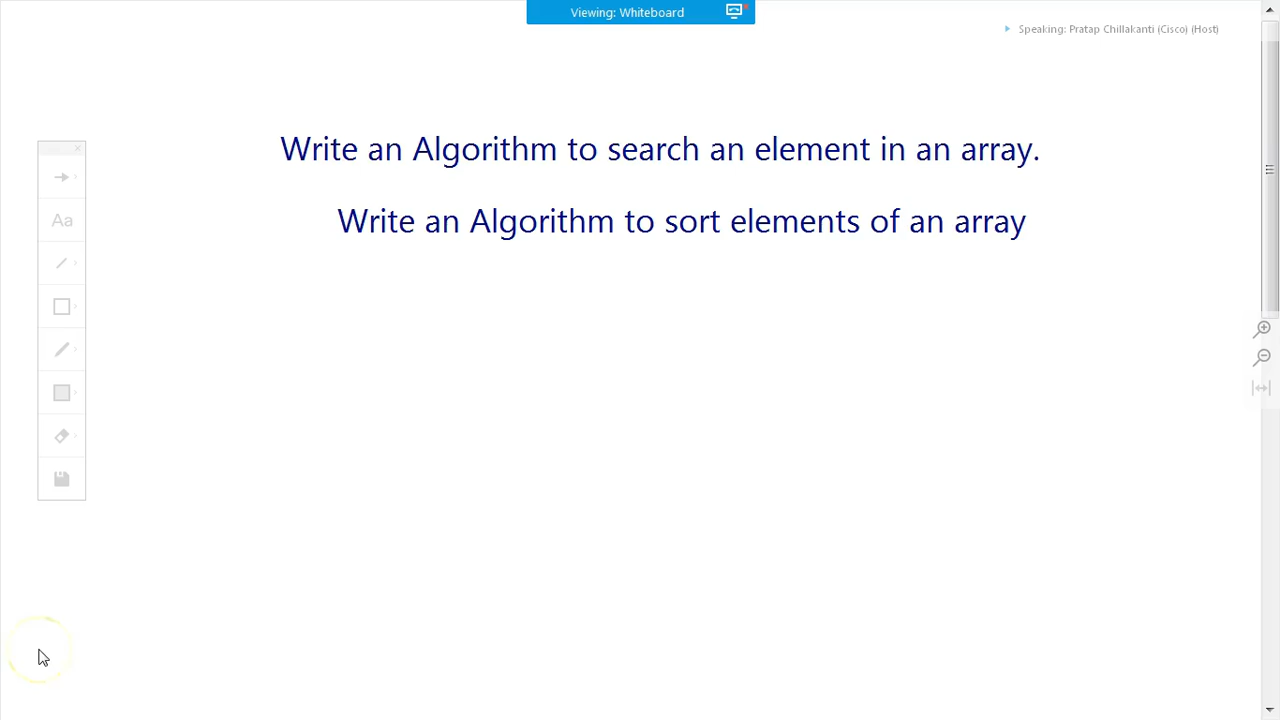 Viewing: Whiteboard
Speaking: Pratap Chillakanti (Cisco) (Host)
Write an Algorithm to search an element in an array.
Write an Algorithm to sort elements of an array
Aa